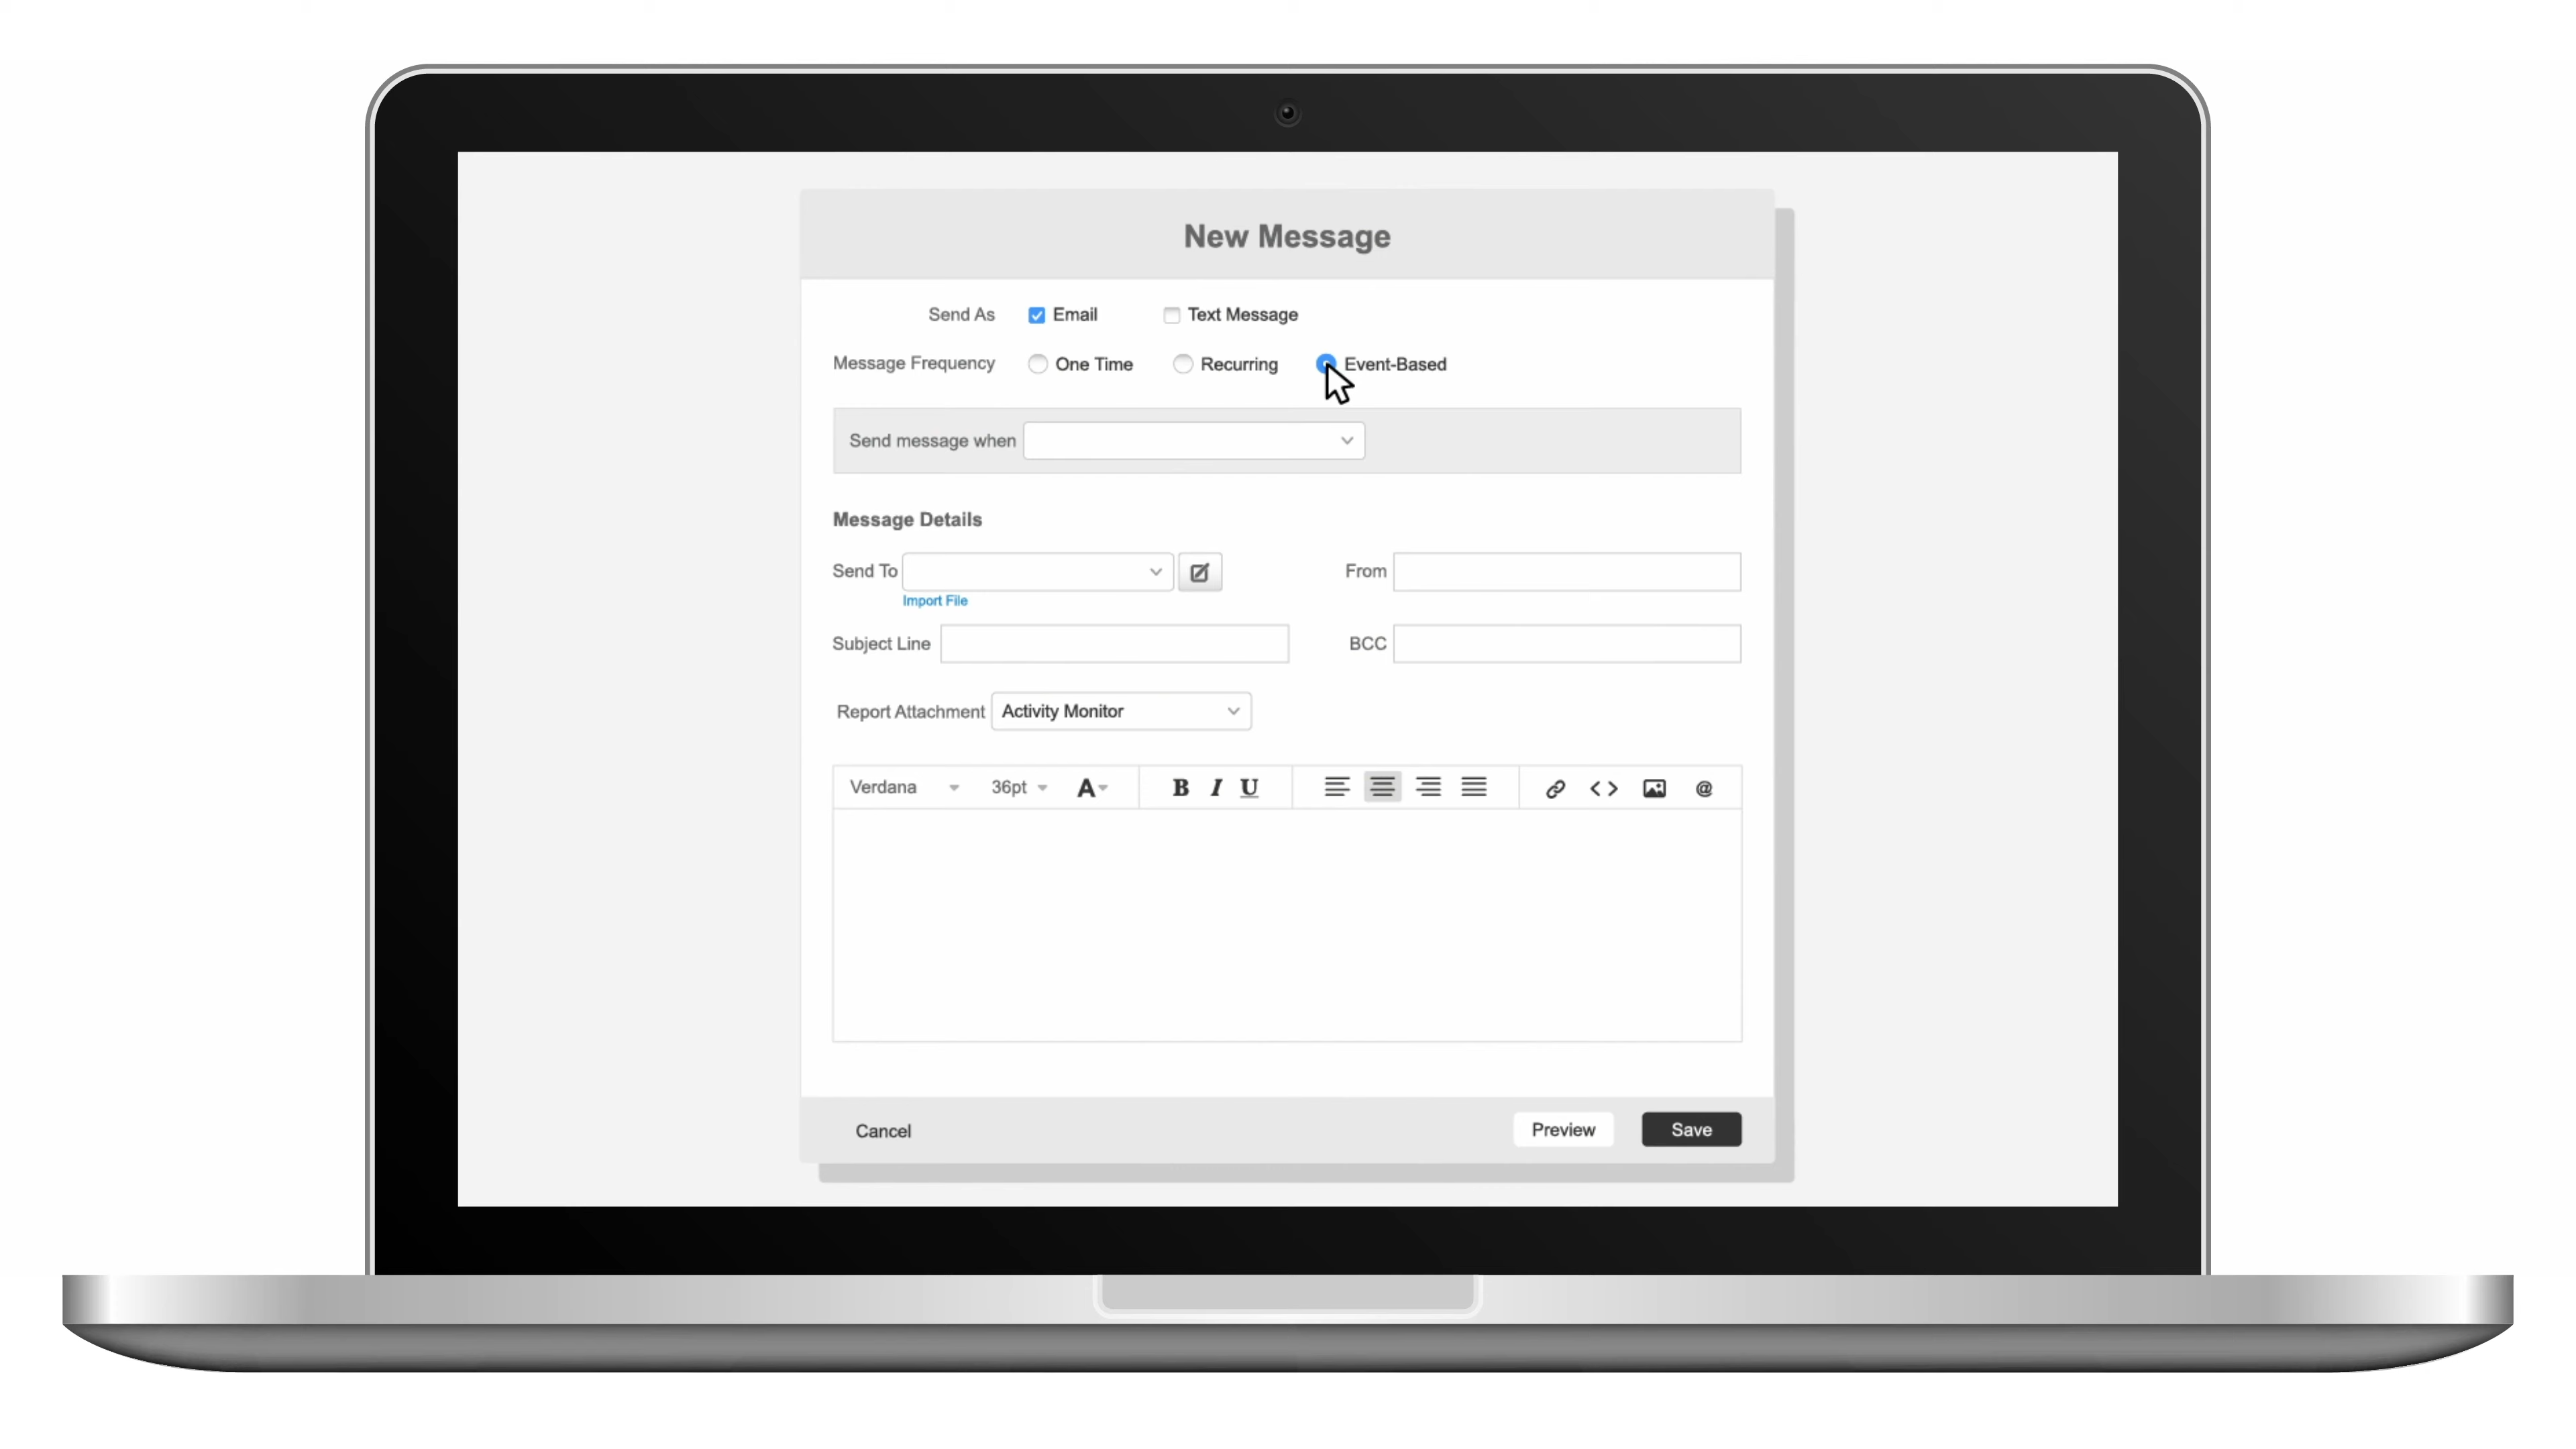 New Message
Send As Email Text Message
Message Frequency One Time Recurring Event-Based
Send message when
Message Details
Send To From
Import File
Subject Line BCC
Report Attachment Activity Monitor
Verdana 36pt A B I U @
Cancel Preview Save